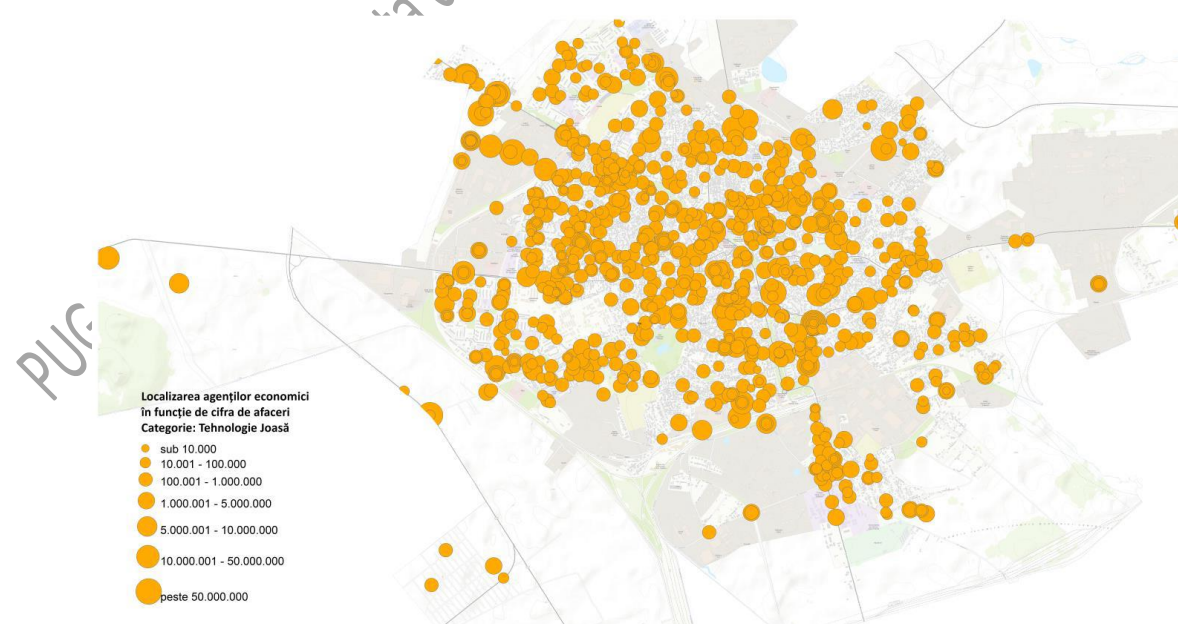 PUG
Localizarea agenților economici
în funcție de cifra de afaceri
Categorie: Tehnologie Joasă
sub 10.000
10.001 - 100.000
100.001 - 1.000.000
1.000.001 - 5.000.000
5.000.001 - 10.000.000
10.000.001 - 50.000.000
peste 50.000.000